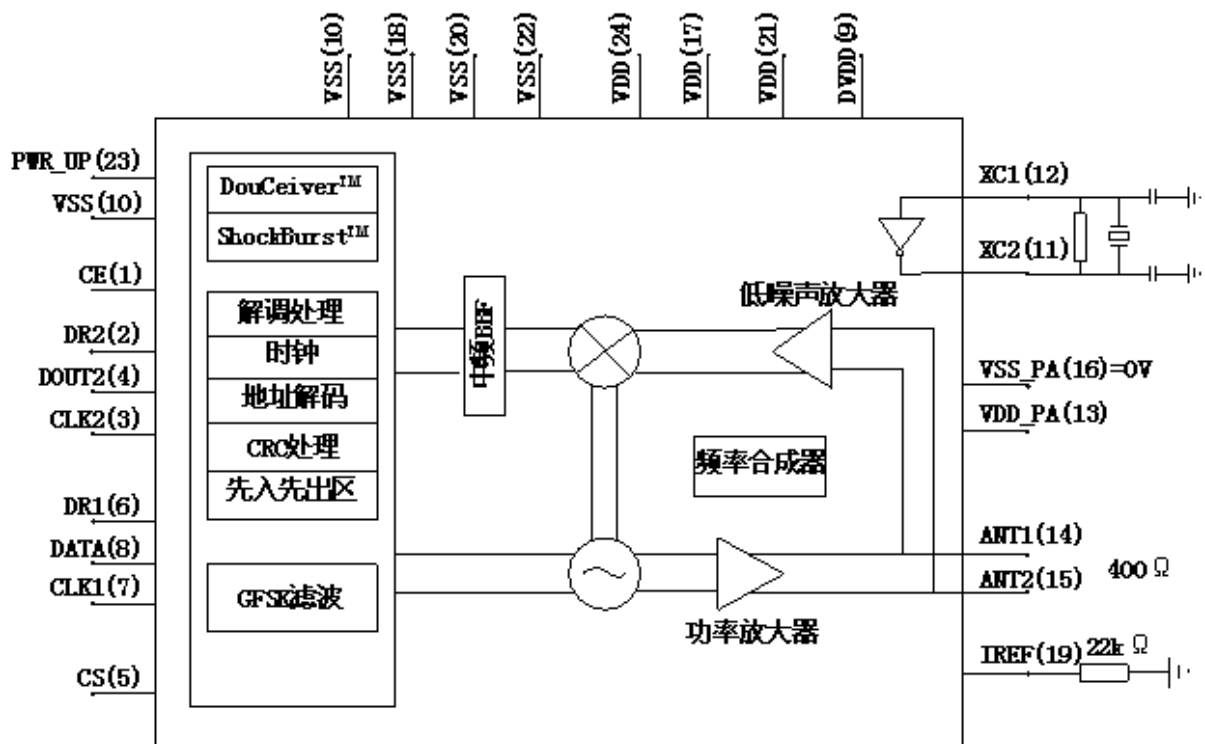 VSS(10)
VSS(18)
VSS(20)
VSS(22)
VDD(24)
VDD(17)
VDD(21)
DVDD(9)
PWR_UP(23)
VSS(10)
CE(1)
DR2(2)
DOUT2(4)
CLK2(3)
DR1(6)
DATA(8)
CLK1(7)
CS(5)
DouCeiver™
ShockBurst™
解调处理
时钟
地址解码
CRC处理
先入先出区
GFSK滤波
中频BBF
低噪声放大器
频率合成器
功率放大器
XC1(12)
XC2(11)
VSS_PA(16)=0V
VDD_PA(13)
ANT1(14)
ANT2(15)
400Ω
IREF(19)
22kΩ